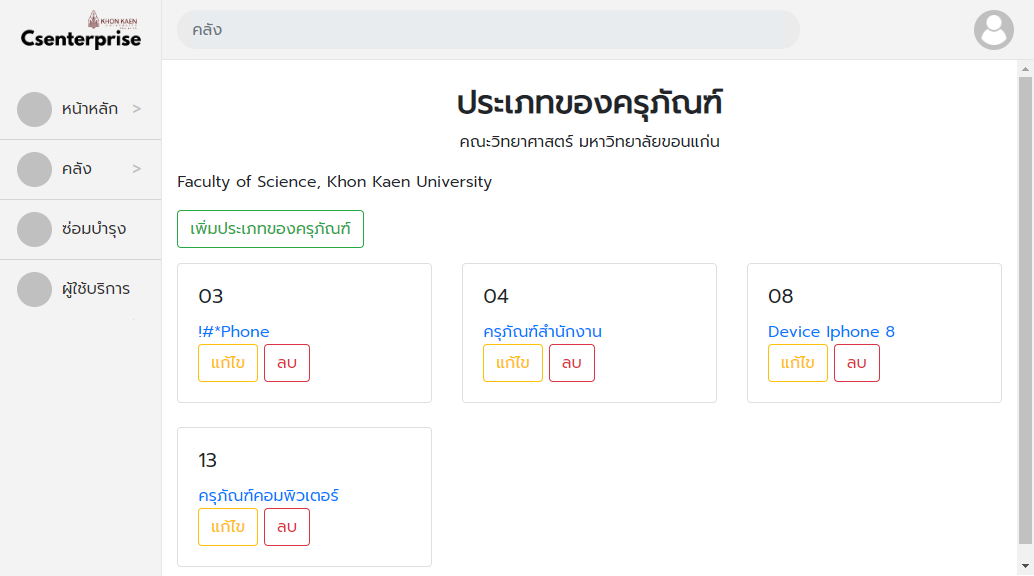 KHON KAEN
Csenterprise
คลัง
หน้าหลัก >
คลัง >
ซ่อมบำรุง
ผู้ใช้บริการ
ประเภทของครุภัณฑ์
คณะวิทยาศาสตร์ มหาวิทยาลัยขอนแก่น
Faculty of Science, Khon Kaen University
เพิ่มประเภทของครุภัณฑ์
03
!#*Phone
แก้ไข ลบ
04
ครุภัณฑ์สำนักงาน
แก้ไข ลบ
08
Device Iphone 8
แก้ไข ลบ
13
ครุภัณฑ์คอมพิวเตอร์
แก้ไข ลบ